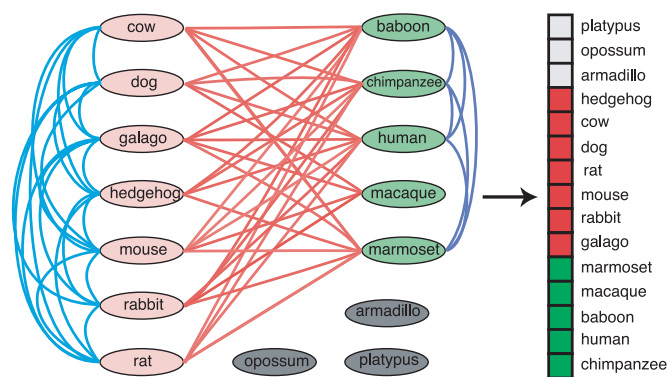 cow
dog
galago
hedgehog
mouse
rabbit
rat
baboon
chimpanzee
human
macaque
marmoset
armadillo
opossum
platypus
platypus
opossum
armadillo
hedgehog
cow
dog
rat
mouse
rabbit
galago
marmoset
macaque
baboon
human
chimpanzee